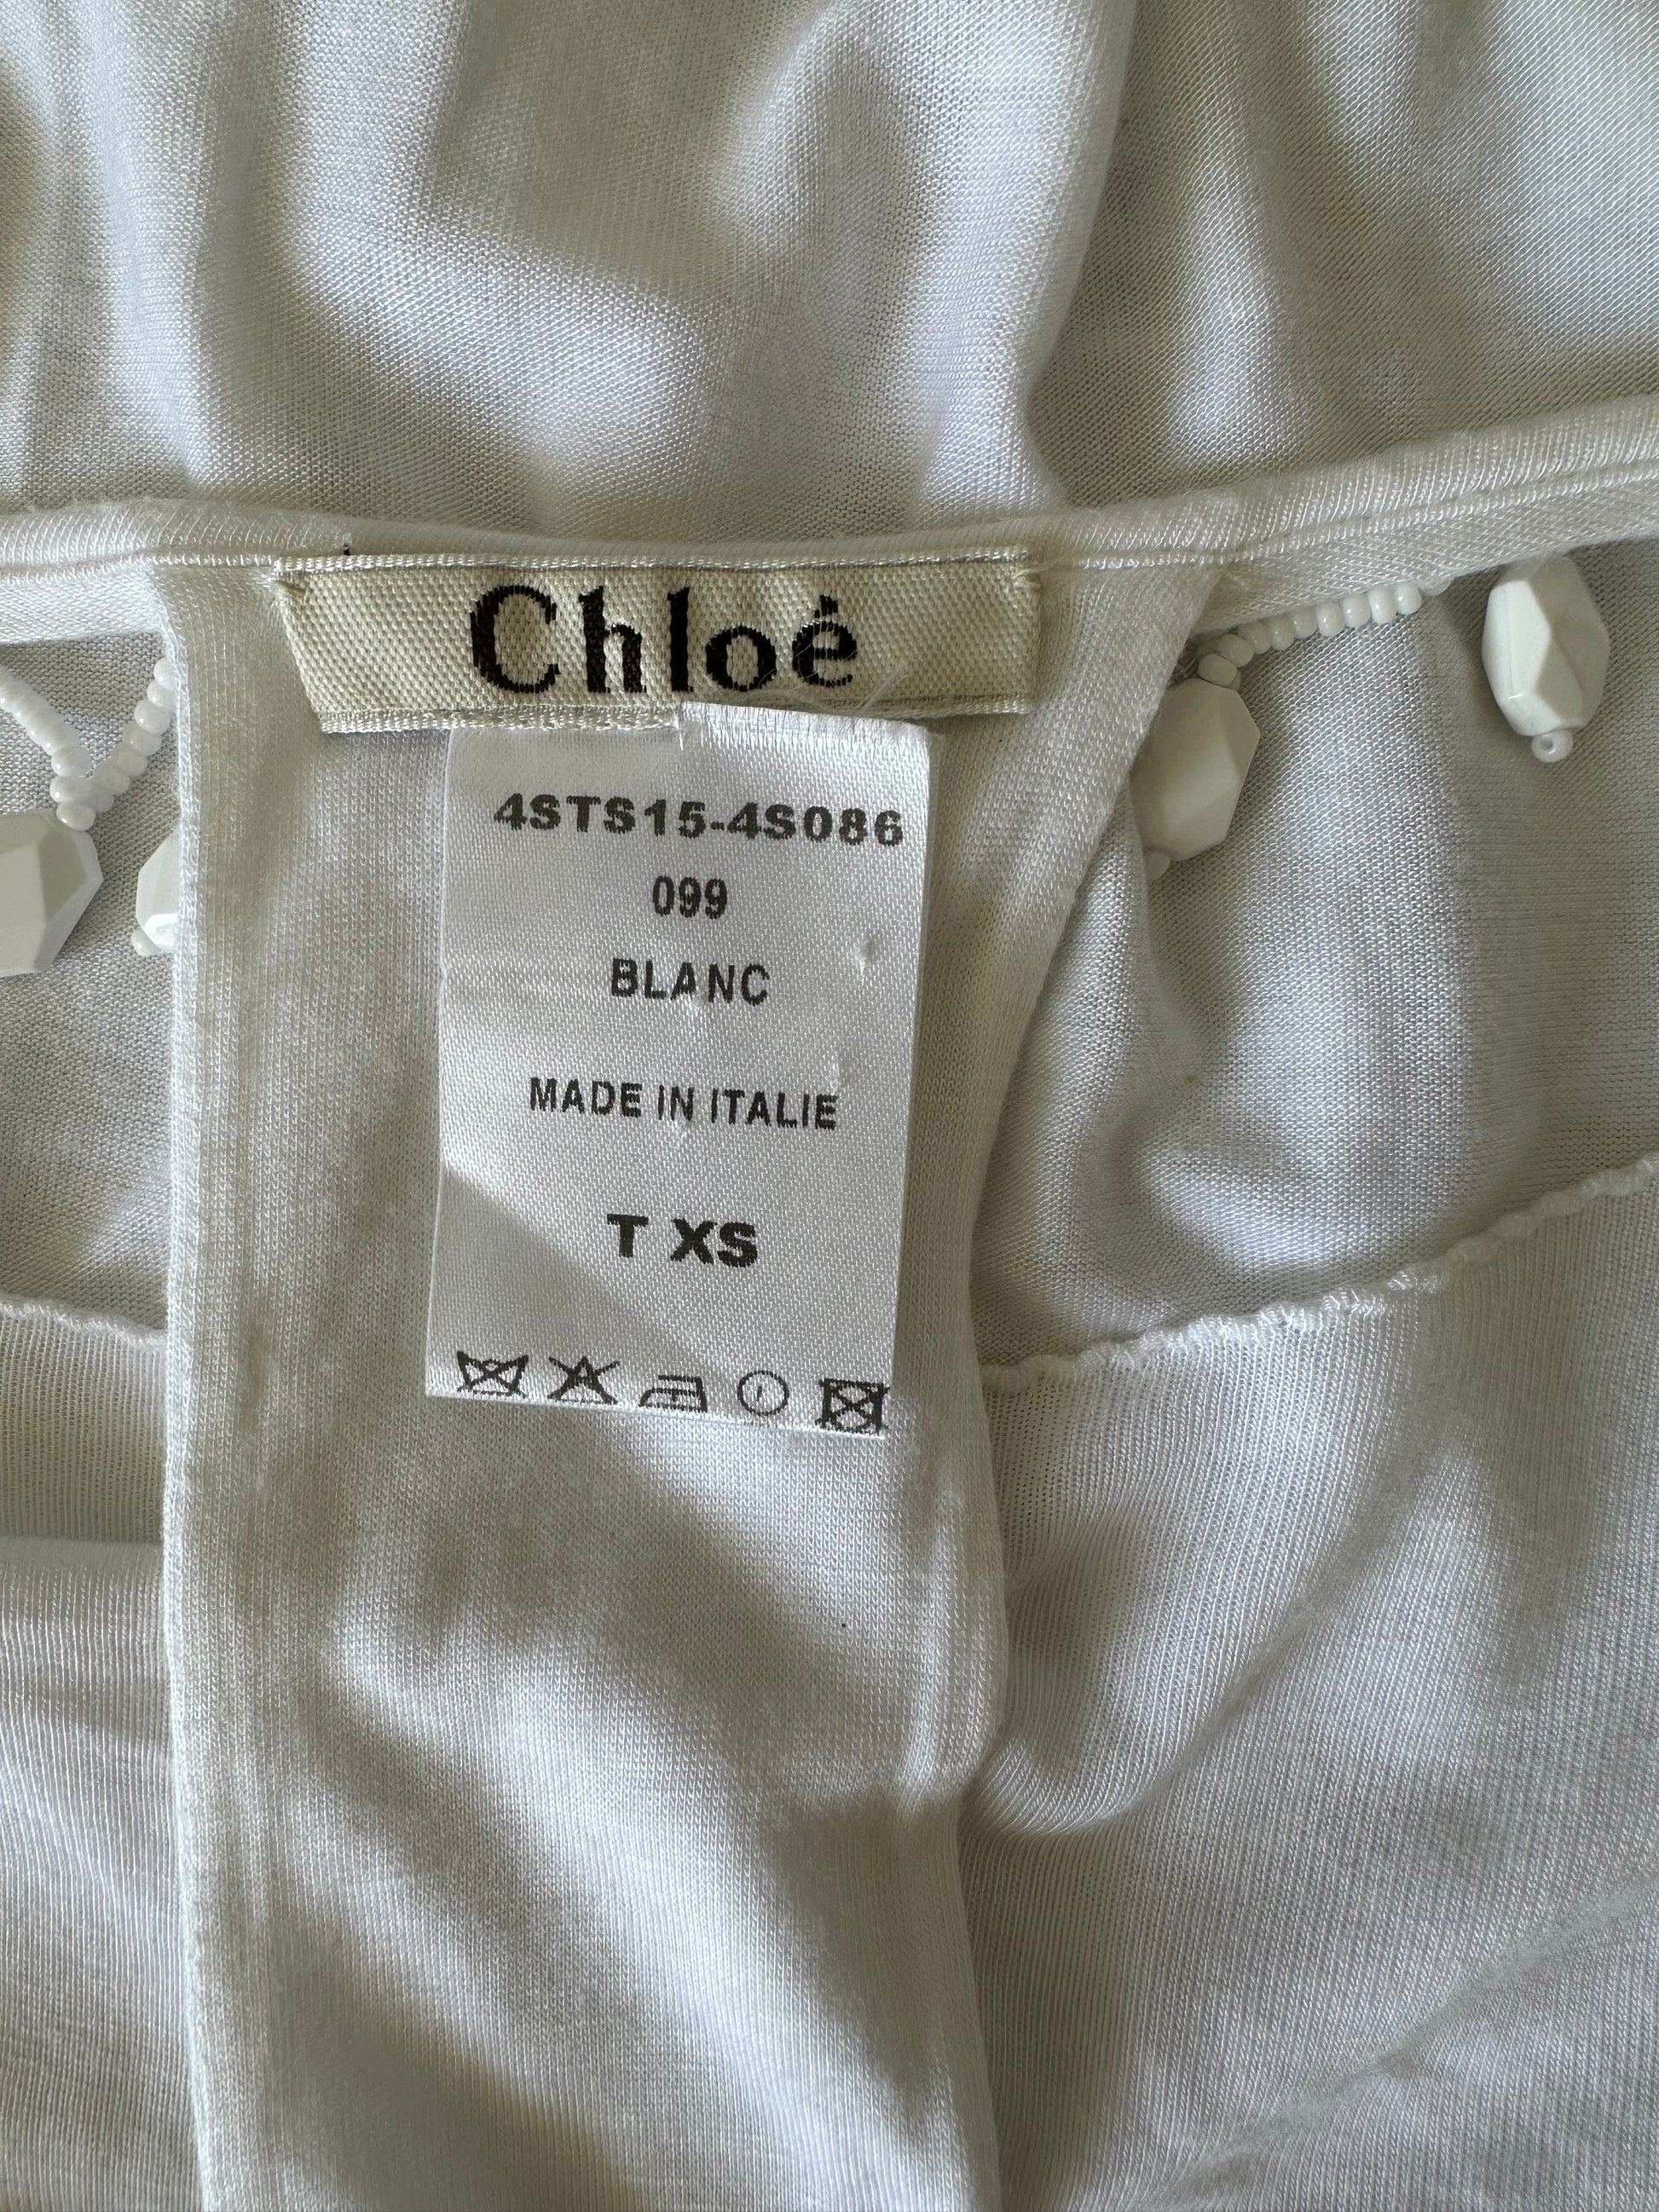 Chloé
4STS15-4S086
099
BLANC
MADE IN ITALIE
T XS